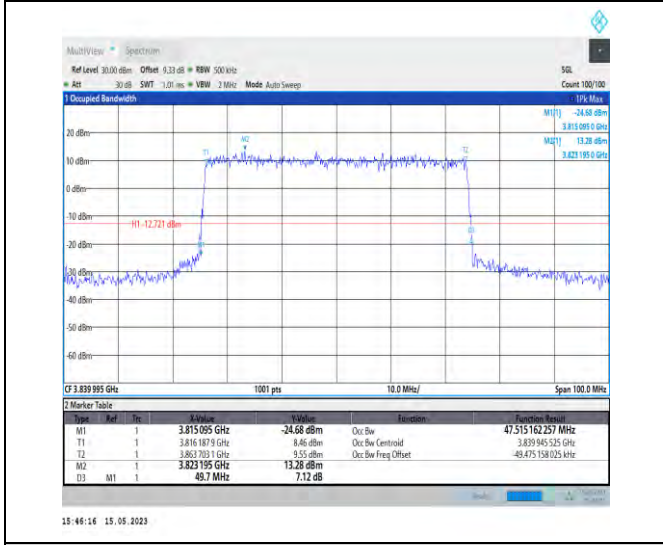 MultiView Spectrum
Ref Level 30.00 dBm Offset 9.33 dB RBW 500 kHz SGL
Att 30 dB SWT 1.01 ms VBW 2 MHz Mode Auto Sweep Count 100/100
1 Occupied Bandwidth 1Pk Max
M1[1] -24.68 dBm
3.815 095 0 GHz
M2[1] 13.28 dBm
3.823 195 0 GHz
20 dBm
M2
T1
T2
10 dBm
0 dBm
-10 dBm
H1 -12.721 dBm
-20 dBm
-30 dBm
-40 dBm
-50 dBm
-60 dBm
CF 3.839 995 GHz 1001 pts 10.0 MHz/ Span 100.0 MHz
2 Marker Table
Type Ref Trc X-Value Y-Value Function Function Result
M1 1 3.815 095 GHz -24.68 dBm Occ Bw 47.515 162 257 MHz
T1 1 3.816 187 9 GHz 8.46 dBm Occ Bw Centroid 3.839 945 525 GHz
T2 1 3.863 703 1 GHz 9.55 dBm Occ Bw Freq Offset -49.475 158 025 kHz
M2 1 3.823 195 GHz 13.28 dBm
D3 M1 1 49.7 MHz 7.12 dB
15:46:16 15.05.2023